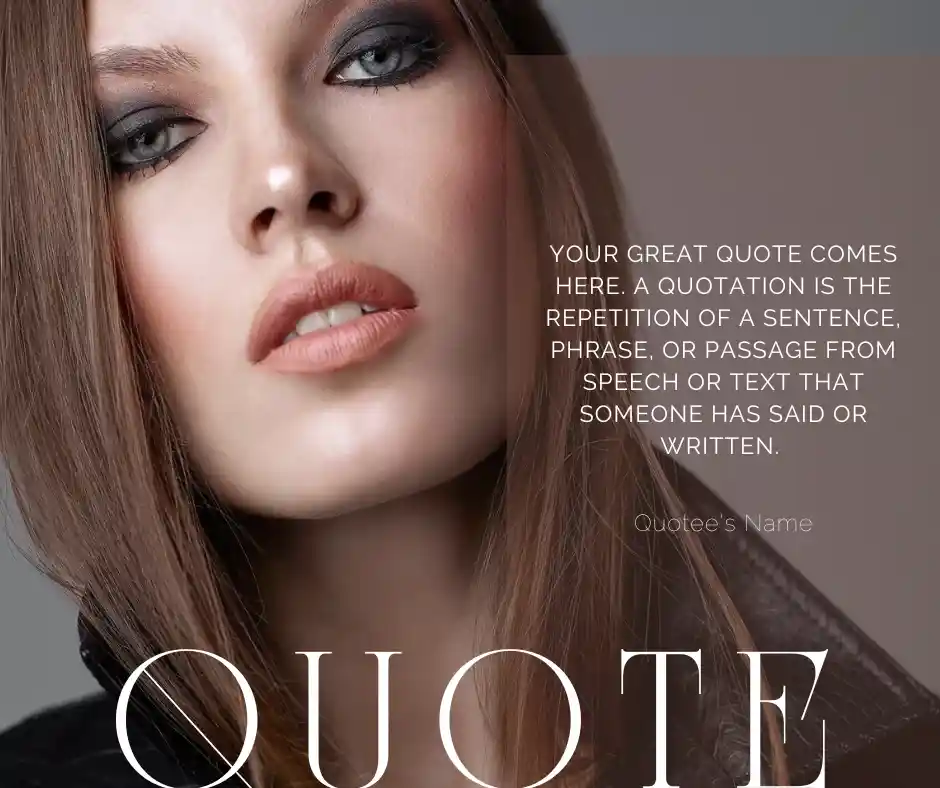 YOUR GREAT QUOTE COMES
HERE. A QUOTATION IS THE
REPETITION OF A SENTENCE,
PHRASE, OR PASSAGE FROM
SPEECH OR TEXT THAT
SOMEONE HAS SAID OR
WRITTEN.
Quotee's Name
QUOTE